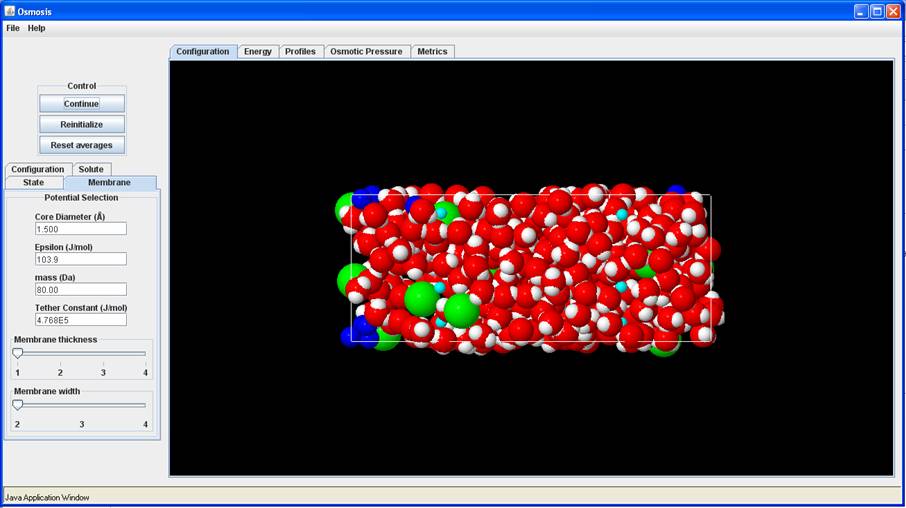 Osmosis
File Help
Configuration Energy Profiles Osmotic Pressure Metrics
Control
Continue
Reinitialize
Reset averages
Configuration Solute
State Membrane
Potential Selection
Core Diameter (Å)
1.500
Epsilon (J/mol)
103.9
mass (Da)
80.00
Tether Constant (J/mol)
4.768E5
Membrane thickness
1 2 3 4
Membrane width
2 3 4
Java Application Window